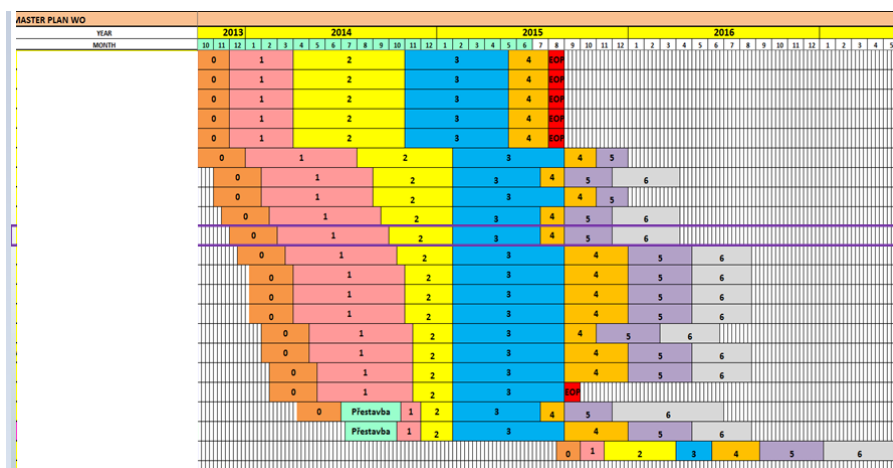 MASTER PLAN WO
YEAR 2013 2014 2015 2016
MONTH 10 11 12 1 2 3 4 5 6 7 8 9 10 11 12 1 2 3 4 5 6 7 8 9 10 11 12 1 2 3 4 5 6 7 8 9 10 11 12 1 2 3 4 5
0 1 2 3 4 EOP
0 1 2 3 4 EOP
0 1 2 3 4 EOP
0 1 2 3 4 EOP
0 1 2 3 4 EOP
0 1 2 3 4 5
0 1 2 3 4 5 6
0 1 2 3 4 5
0 1 2 3 4 5 6
0 1 2 3 4 5 6
0 1 2 3 4 5 6
0 1 2 3 4 5 6
0 1 2 3 4 5 6
0 1 2 3 4 5 6
0 1 2 3 4 5 6
0 1 2 3 4 5 6
0 1 2 3 4 5 6
0 1 2 3 EOP
0 Přestavba 1 2 3 4 5 6
Přestavba 1 2 3 4 5 6
0 1 2 3 4 5 6